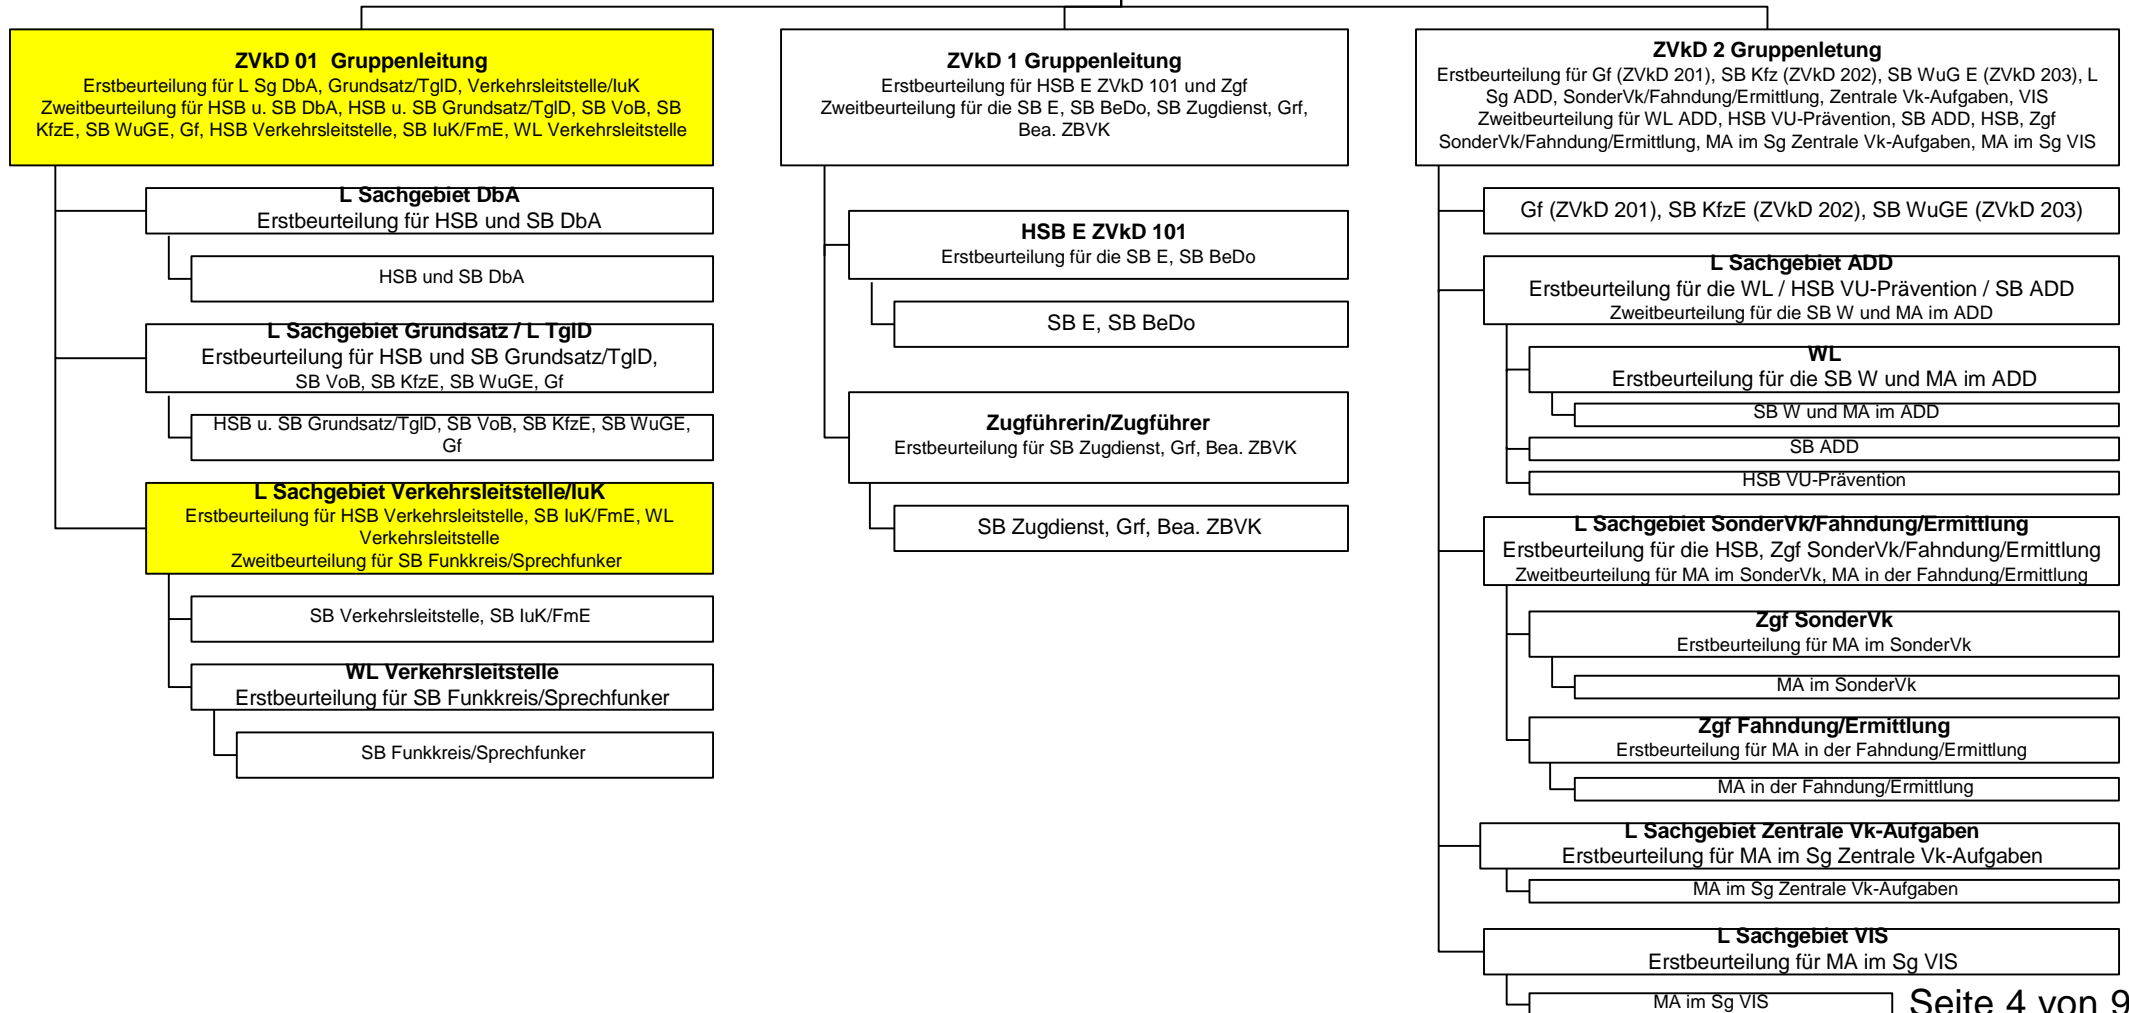 ZVkD 01  Gruppenleitung
Erstbeurteilung für L Sg DbA, Grundsatz/TglD, Verkehrsleitstelle/IuK
Zweitbeurteilung für HSB u. SB DbA, HSB u. SB Grundsatz/TglD, SB VoB, SB
KfzE, SB WuGE, Gf, HSB Verkehrsleitstelle, SB IuK/FmE, WL Verkehrsleitstelle
L Sachgebiet DbA
Erstbeurteilung für HSB und SB DbA
HSB und SB DbA
L Sachgebiet Grundsatz / L TglD
Erstbeurteilung für HSB und SB Grundsatz/TglD,
SB VoB, SB KfzE, SB WuGE, Gf
HSB u. SB Grundsatz/TglD, SB VoB, SB KfzE, SB WuGE,
Gf
L Sachgebiet Verkehrsleitstelle/IuK
Erstbeurteilung für HSB Verkehrsleitstelle, SB IuK/FmE, WL
Verkehrsleitstelle
Zweitbeurteilung für SB Funkkreis/Sprechfunker
SB Verkehrsleitstelle, SB IuK/FmE
WL Verkehrsleitstelle
Erstbeurteilung für SB Funkkreis/Sprechfunker
SB Funkkreis/Sprechfunker
ZVkD 1 Gruppenleitung
Erstbeurteilung für HSB E ZVkD 101 und Zgf
Zweitbeurteilung für die SB E, SB BeDo, SB Zugdienst, Grf,
Bea. ZBVK
HSB E ZVkD 101
Erstbeurteilung für die SB E, SB BeDo
SB E, SB BeDo
Zugführerin/Zugführer
Erstbeurteilung für SB Zugdienst, Grf, Bea. ZBVK
SB Zugdienst, Grf, Bea. ZBVK
ZVkD 2 Gruppenletung
Erstbeurteilung für Gf (ZVkD 201), SB Kfz (ZVkD 202), SB WuG E (ZVkD 203), L
Sg ADD, SonderVk/Fahndung/Ermittlung, Zentrale Vk-Aufgaben, VIS
Zweitbeurteilung für WL ADD, HSB VU-Prävention, SB ADD, HSB, Zgf
SonderVk/Fahndung/Ermittlung, MA im Sg Zentrale Vk-Aufgaben, MA im Sg VIS
Gf (ZVkD 201), SB KfzE (ZVkD 202), SB WuGE (ZVkD 203)
L Sachgebiet ADD
Erstbeurteilung für die WL / HSB VU-Prävention / SB ADD
Zweitbeurteilung für die SB W und MA im ADD
WL
Erstbeurteilung für die SB W und MA im ADD
SB W und MA im ADD
SB ADD
HSB VU-Prävention
L Sachgebiet SonderVk/Fahndung/Ermittlung
Erstbeurteilung für die HSB, Zgf SonderVk/Fahndung/Ermittlung
Zweitbeurteilung für MA im SonderVk, MA in der Fahndung/Ermittlung
Zgf SonderVk
Erstbeurteilung für MA im SonderVk
MA im SonderVk
Zgf Fahndung/Ermittlung
Erstbeurteilung für MA in der Fahndung/Ermittlung
MA in der Fahndung/Ermittlung
L Sachgebiet Zentrale Vk-Aufgaben
Erstbeurteilung für MA im Sg Zentrale Vk-Aufgaben
MA im Sg Zentrale Vk-Aufgaben
L Sachgebiet VIS
Erstbeurteilung für MA im Sg VIS
MA im Sg VIS
Seite 4 von 9